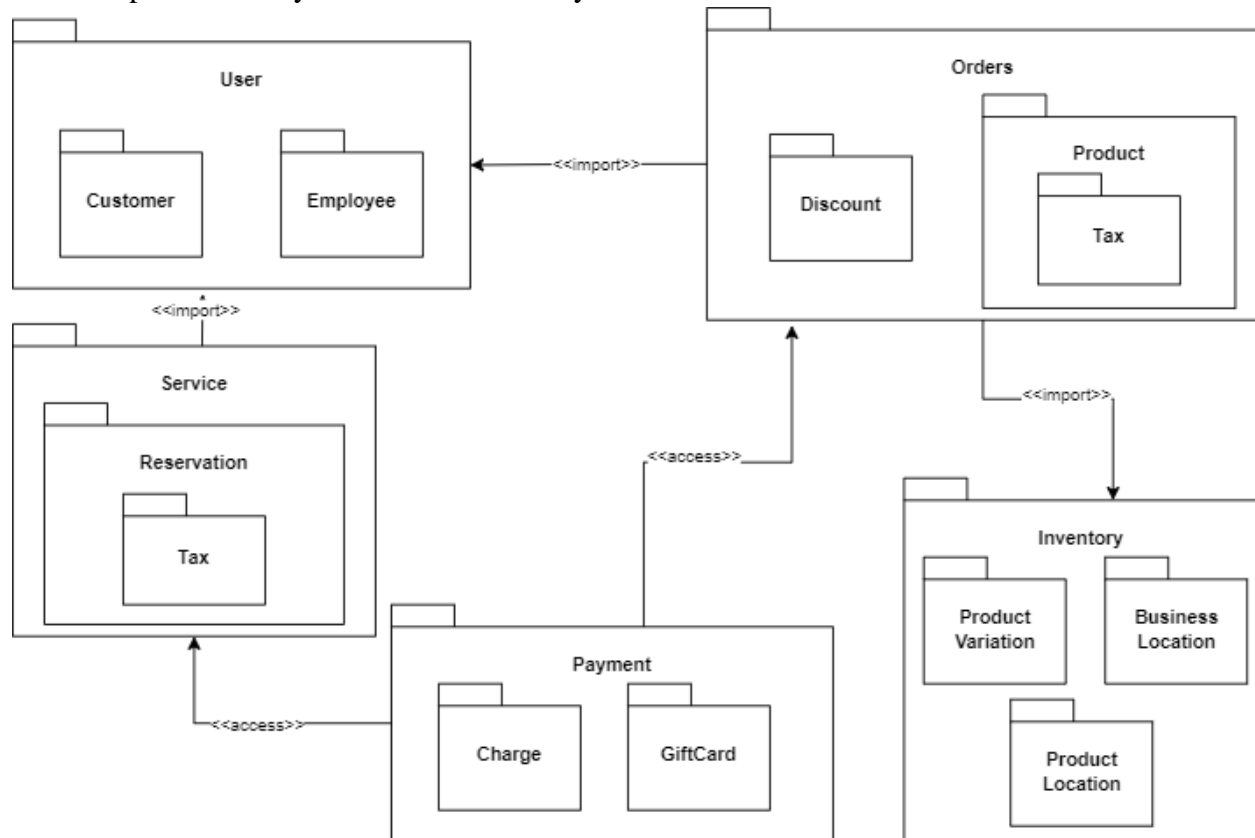 User
Customer
Employee
<<import>>
Orders
Discount
Product
Tax
<<import>>
Service
Reservation
Tax
<<import>>
<<access>>
Inventory
Product
Variation
Business
Location
Product
Location
Payment
Charge
GiftCard
<<access>>